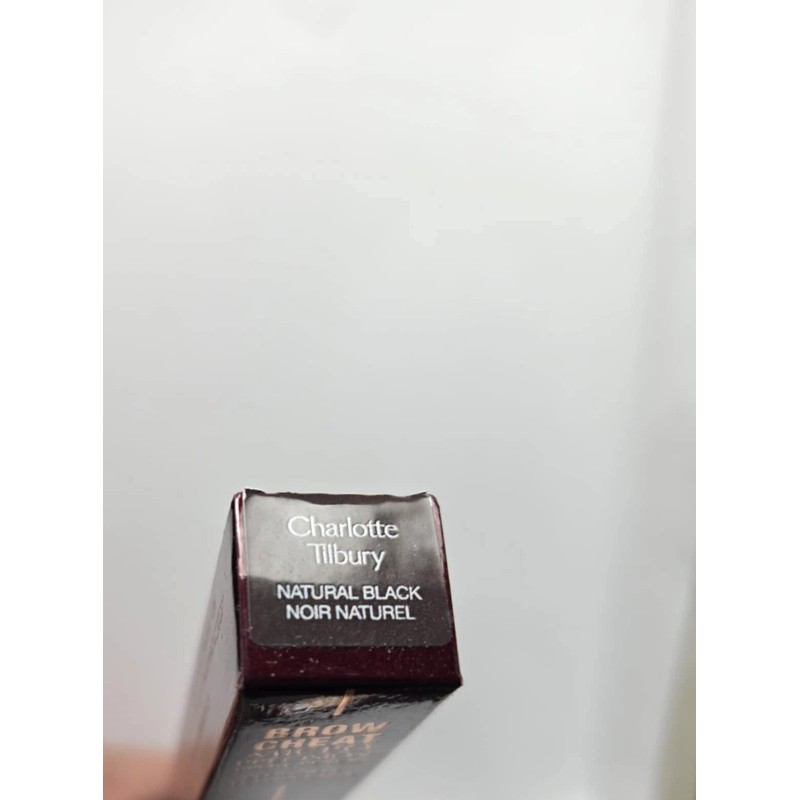 Charlotte
Tilbury
NATURAL BLACK
NOIR NATUREL
BROW
CHEAT